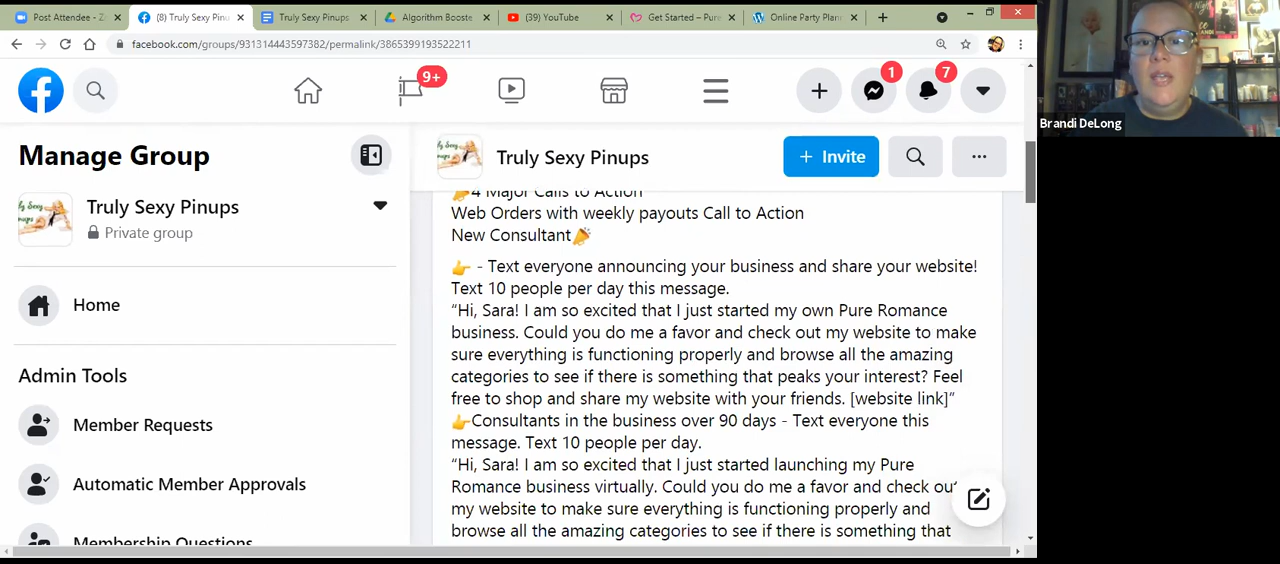 Post Attendee - Z
(8) Truly Sexy Pinups
Truly Sexy Pinups
Algorithm Booste
(39) YouTube
Get Started – Pure
Online Party Plan
facebook.com/groups/931314443597382/permalink/3865399193522211
9+
1
7
Brandi DeLong
Manage Group
Truly Sexy Pinups
+ Invite
Truly Sexy Pinups
Private group
Home
Admin Tools
Member Requests
Automatic Member Approvals
Membership Questions
4 Major Calls to Action
Web Orders with weekly payouts Call to Action
New Consultant🎉
👉 - Text everyone announcing your business and share your website!
Text 10 people per day this message.
“Hi, Sara! I am so excited that I just started my own Pure Romance
business. Could you do me a favor and check out my website to make
sure everything is functioning properly and browse all the amazing
categories to see if there is something that peaks your interest? Feel
free to shop and share my website with your friends. [website link]”
👉Consultants in the business over 90 days - Text everyone this
message. Text 10 people per day.
“Hi, Sara! I am so excited that I just started launching my Pure
Romance business virtually. Could you do me a favor and check out
my website to make sure everything is functioning properly and
browse all the amazing categories to see if there is something that